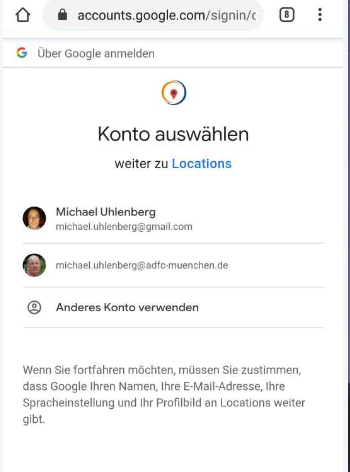 accounts.google.com/signin/c
8
Über Google anmelden
Konto auswählen
weiter zu Locations
Michael Uhlenberg
michael.uhlenberg@gmail.com
michael.uhlenberg@adfc-muenchen.de
Anderes Konto verwenden
Wenn Sie fortfahren möchten, müssen Sie zustimmen,
dass Google Ihren Namen, Ihre E-Mail-Adresse, Ihre
Spracheinstellung und Ihr Profilbild an Locations weiter
gibt.